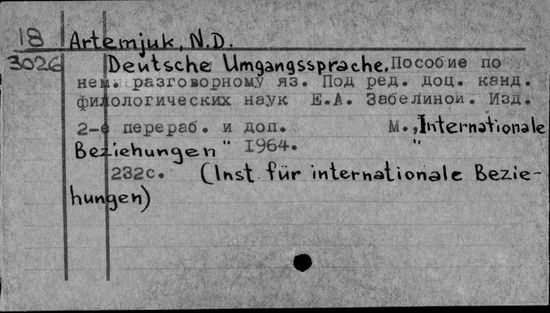 18 Artemjuk, N.D.
3026 Deutsche Umgangssprache. Пособие по
нем. разговорному яз. Под ред. доц. канд.
филологических наук Е.А. Забелиной. Изд.
2-е перераб. и доп. М., "Internationale
Beziehungen" 1964.
232с. (Inst. für internationale Bezie-
hungen)